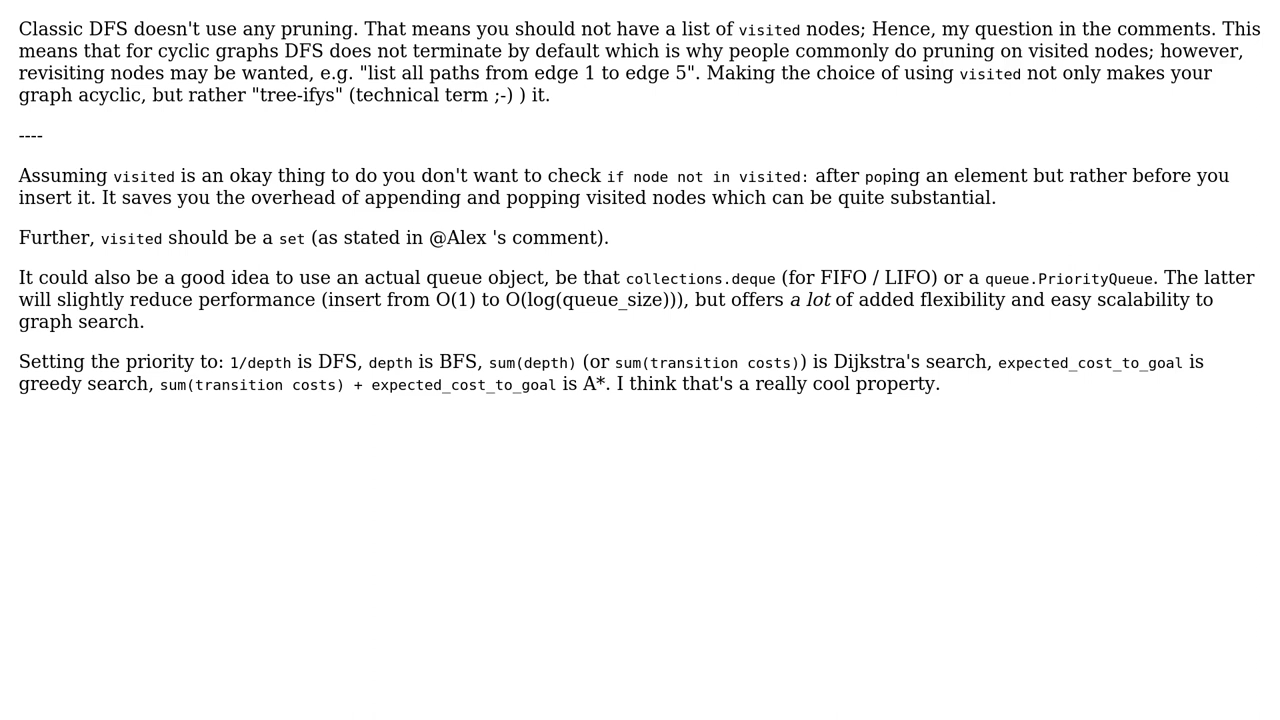 Classic DFS doesn't use any pruning. That means you should not have a list of visited nodes; Hence, my question in the comments. This
means that for cyclic graphs DFS does not terminate by default which is why people commonly do pruning on visited nodes; however,
revisiting nodes may be wanted, e.g. "list all paths from edge 1 to edge 5". Making the choice of using visited not only makes your
graph acyclic, but rather "tree-ifys" (technical term ;-) ) it.
----
Assuming visited is an okay thing to do you don't want to check if node not in visited: after poping an element but rather before you
insert it. It saves you the overhead of appending and popping visited nodes which can be quite substantial.
Further, visited should be a set (as stated in @Alex 's comment).
It could also be a good idea to use an actual queue object, be that collections.deque (for FIFO / LIFO) or a queue.PriorityQueue. The latter
will slightly reduce performance (insert from O(1) to O(log(queue_size))), but offers a lot of added flexibility and easy scalability to
graph search.
Setting the priority to: 1/depth is DFS, depth is BFS, sum(depth) (or sum(transition costs)) is Dijkstra's search, expected_cost_to_goal is
greedy search, sum(transition costs) + expected_cost_to_goal is A*. I think that's a really cool property.